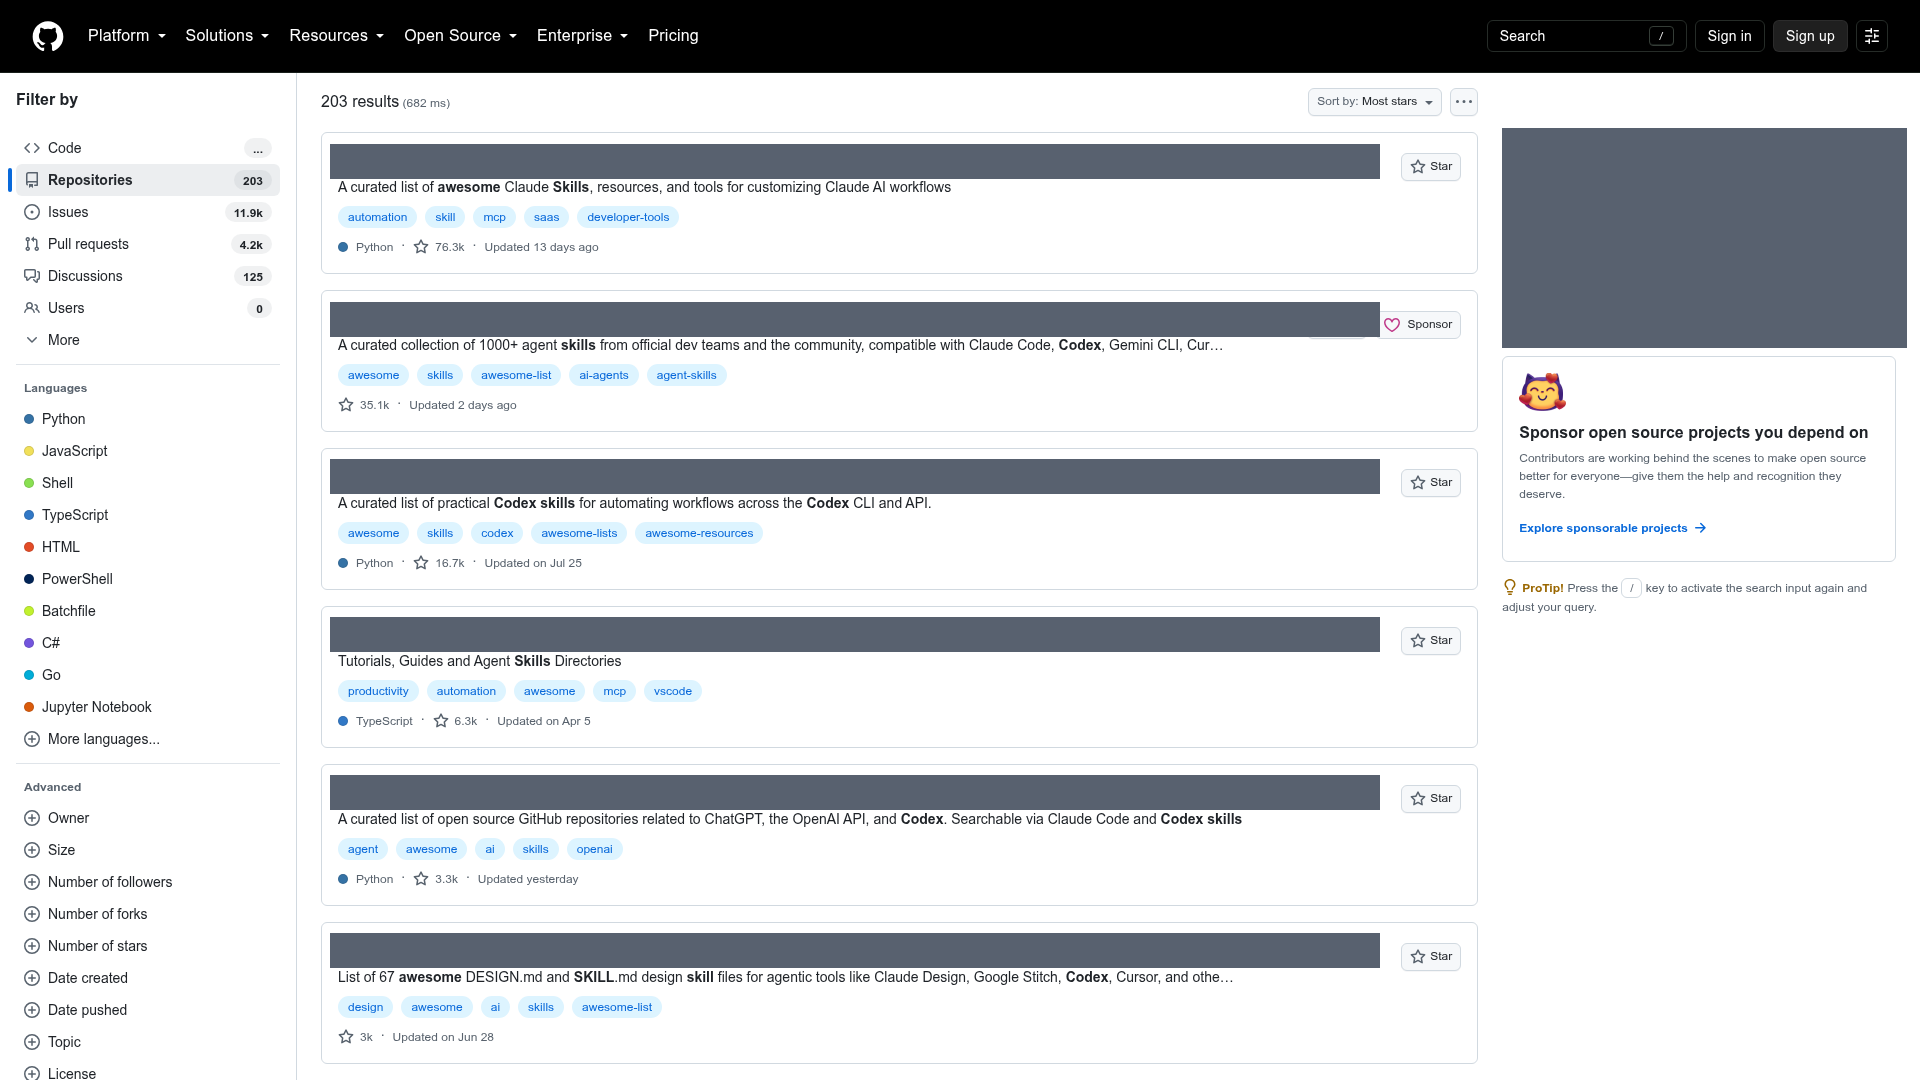 Platform
Solutions
Resources
Open Source
Enterprise
Pricing
Search /
Sign in
Sign up
Filter by
Code ...
Repositories 203
Issues 11.9k
Pull requests 4.2k
Discussions 125
Users 0
More
Languages
Python
JavaScript
Shell
TypeScript
HTML
PowerShell
Batchfile
C#
Go
Jupyter Notebook
More languages...
Advanced
Owner
Size
Number of followers
Number of forks
Number of stars
Date created
Date pushed
Topic
License
203 results (682 ms)
Sort by: Most stars
Star
A curated list of awesome Claude Skills, resources, and tools for customizing Claude AI workflows
automation skill mcp saas developer-tools
Python · 76.3k · Updated 13 days ago
Sponsor
A curated collection of 1000+ agent skills from official dev teams and the community, compatible with Claude Code, Codex, Gemini CLI, Cur…
awesome skills awesome-list ai-agents agent-skills
35.1k · Updated 2 days ago
Star
A curated list of practical Codex skills for automating workflows across the Codex CLI and API.
awesome skills codex awesome-lists awesome-resources
Python · 16.7k · Updated on Jul 25
Star
Tutorials, Guides and Agent Skills Directories
productivity automation awesome mcp vscode
TypeScript · 6.3k · Updated on Apr 5
Star
A curated list of open source GitHub repositories related to ChatGPT, the OpenAI API, and Codex. Searchable via Claude Code and Codex skills
agent awesome ai skills openai
Python · 3.3k · Updated yesterday
Star
List of 67 awesome DESIGN.md and SKILL.md design skill files for agentic tools like Claude Design, Google Stitch, Codex, Cursor, and othe…
design awesome ai skills awesome-list
3k · Updated on Jun 28
Sponsor open source projects you depend on
Contributors are working behind the scenes to make open source
better for everyone—give them the help and recognition they
deserve.
Explore sponsorable projects →
ProTip! Press the / key to activate the search input again and
adjust your query.